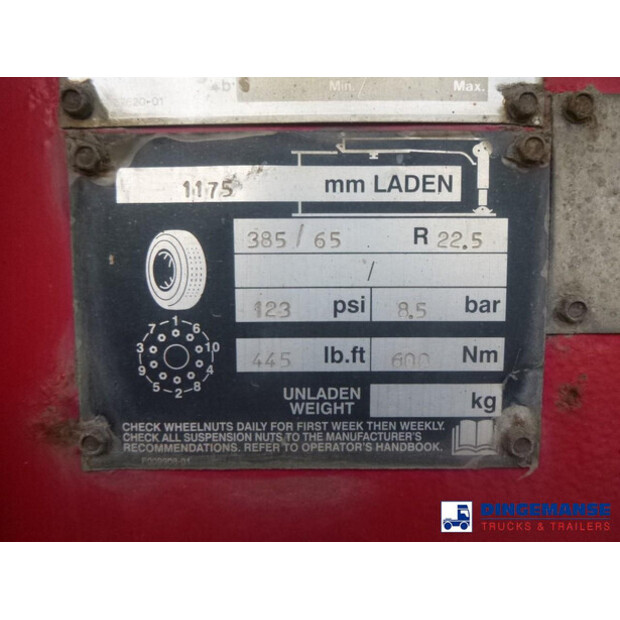 Min. Max.
1175 mm LADEN
385/65 R 22.5
/
123 psi 8.5 bar
445 lb.ft 600 Nm
7 1 6
3 10
9 4
5 2 8
UNLADEN
WEIGHT kg
CHECK WHEELNUTS DAILY FOR FIRST WEEK THEN WEEKLY.
CHECK ALL SUSPENSION NUTS TO THE MANUFACTURER'S
RECOMMENDATIONS. REFER TO OPERATOR'S HANDBOOK.
DINGEMANSE
TRUCKS & TRAILERS